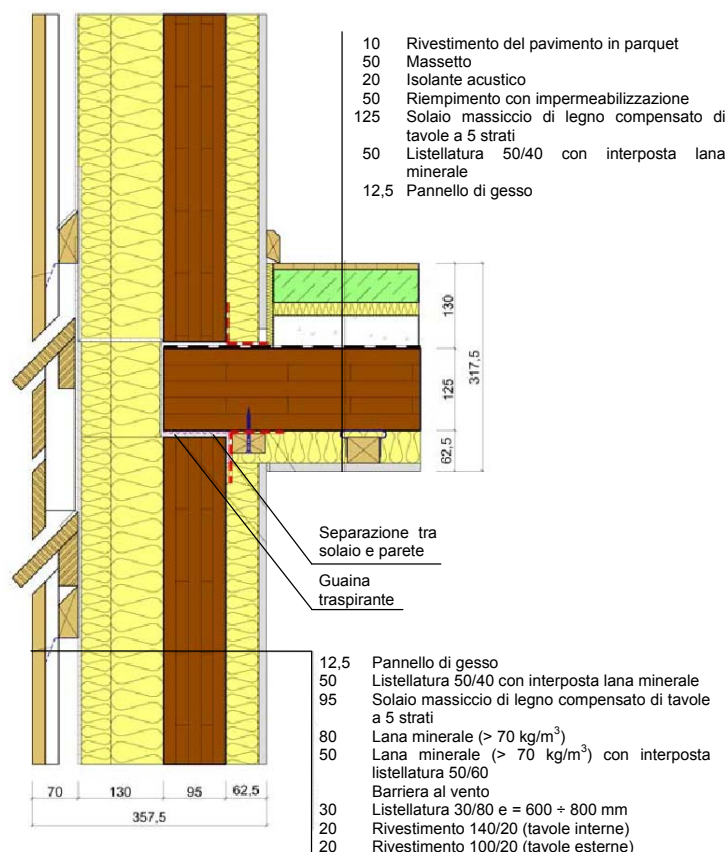 10 Rivestimento del pavimento in parquet
50 Massetto
20 Isolante acustico
50 Riempimento con impermeabilizzazione
125 Solaio massiccio di legno compensato di
tavole a 5 strati
50 Listellatura 50/40 con interposta lana
minerale
12,5 Pannello di gesso
130
125
62,5
317,5
Separazione tra
solaio e parete
Guaina
traspirante
12,5 Pannello di gesso
50 Listellatura 50/40 con interposta lana minerale
95 Solaio massiccio di legno compensato di tavole
a 5 strati
80 Lana minerale (> 70 kg/m³)
50 Lana minerale (> 70 kg/m³) con interposta
listellatura 50/60
Barriera al vento
30 Listellatura 30/80 e = 600 ÷ 800 mm
20 Rivestimento 140/20 (tavole interne)
20 Rivestimento 100/20 (tavole esterne)
70 130 95 62,5
357,5